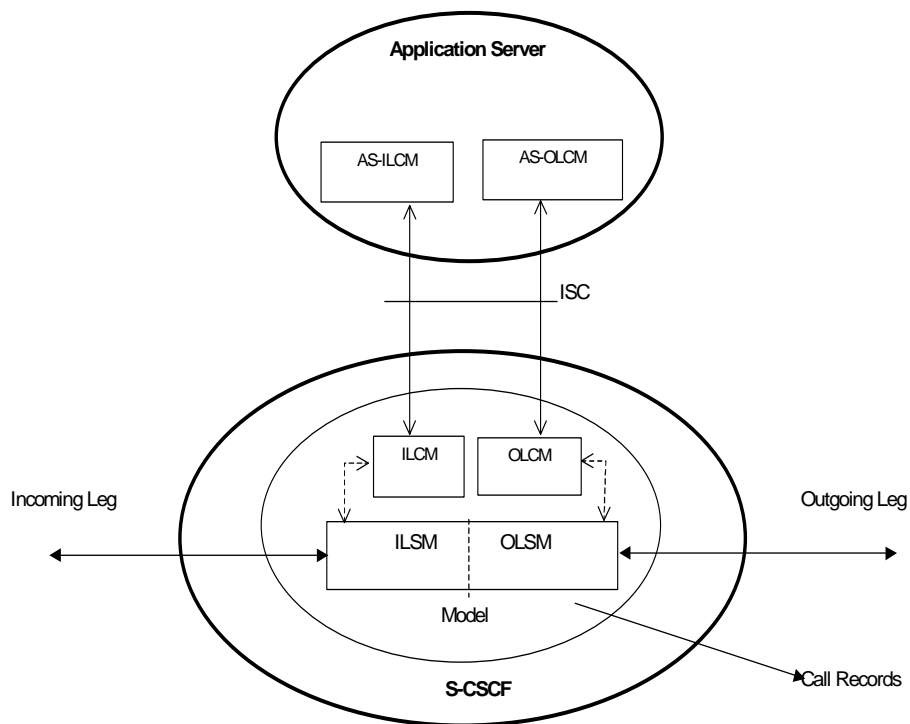 Application Server
AS-ILCM
AS-OLCM
ISC
ILCM
OLCM
Incoming Leg
Outgoing Leg
ILSM
OLSM
Model
Call Records
S-CSCF